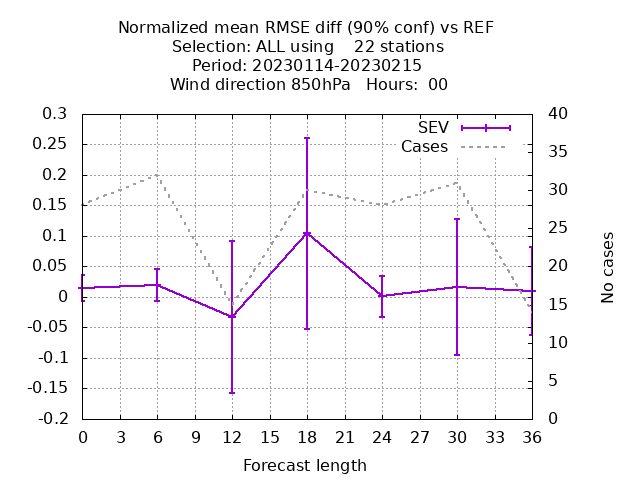 Normalized mean RMSE diff (90% conf) vs REF
Selection: ALL using    22 stations
Period: 20230114-20230215
Wind direction 850hPa   Hours:  00
SEV
Cases
0.3
0.25
0.2
0.15
0.1
0.05
0
-0.05
-0.1
-0.15
-0.2
40
35
30
25
20
15
10
5
0
No cases
0 3 6 9 12 15 18 21 24 27 30 33 36
Forecast length